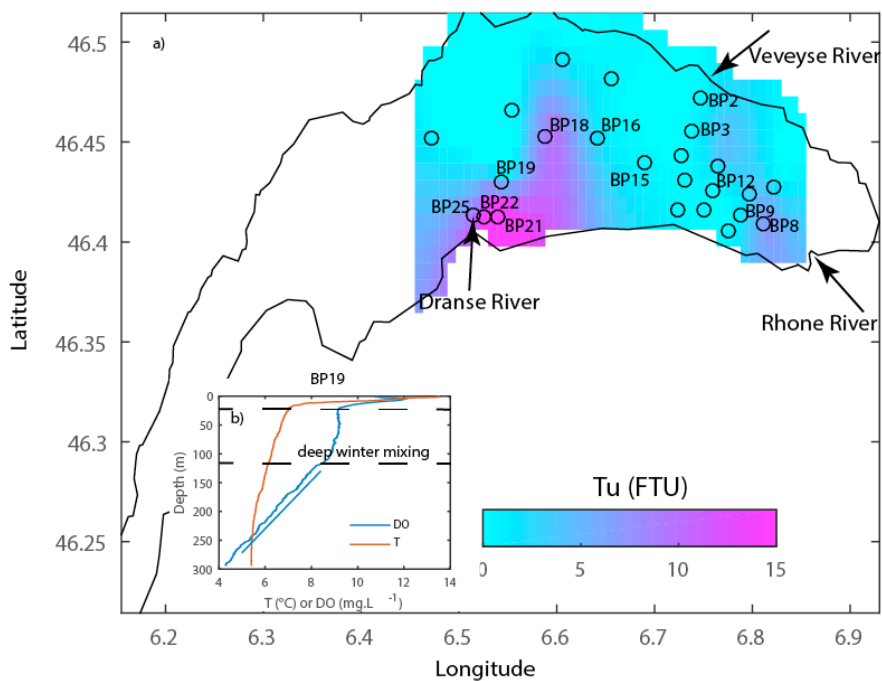 46.5
46.45
46.4
46.35
46.3
46.25
Latitude
a)
Veveyse River
BP2
BP3
BP18
BP16
BP15
BP12
BP19
BP25
BP22
BP21
BP9
BP8
Dranse River
Rhone River
BP19
b)
deep winter mixing
0
50
100
150
200
250
300
Depth (m)
DO
T
4
6
8
10
12
14
T (°C) or DO (mg.L⁻¹)
Tu (FTU)
0
5
10
15
6.2
6.3
6.4
6.5
6.6
6.7
6.8
6.9
Longitude